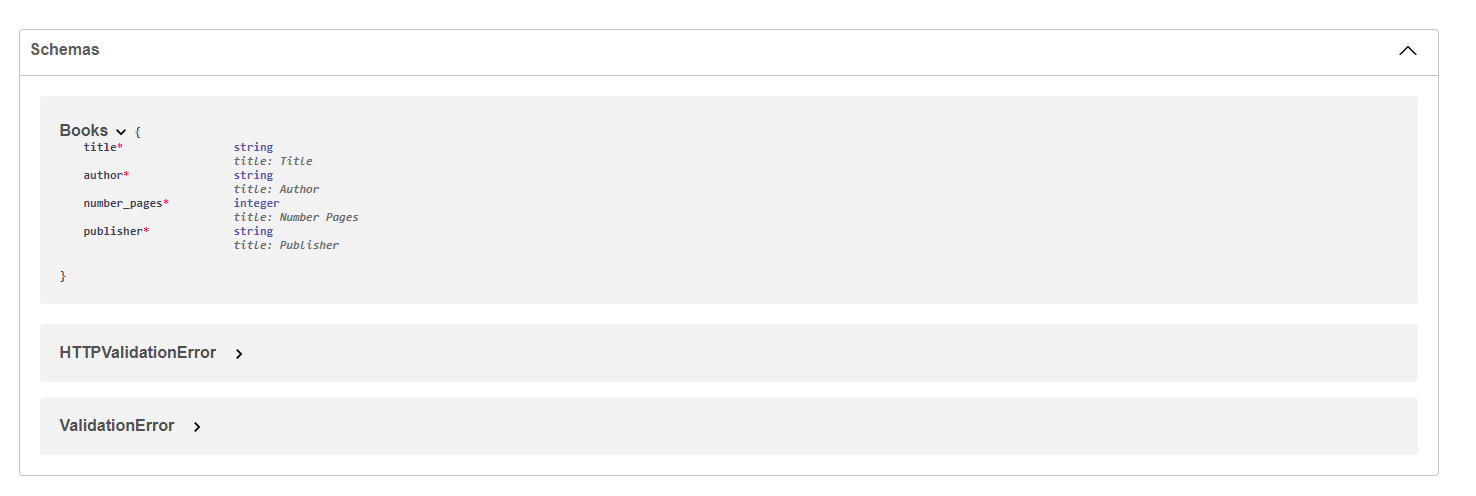 Schemas
Books {
title* string
title: Title
author* string
title: Author
number_pages* integer
title: Number Pages
publisher* string
title: Publisher
}
HTTPValidationError
ValidationError